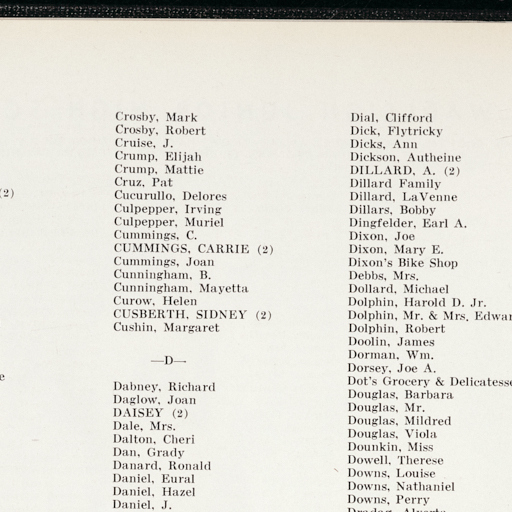 (2)
e
Crosby, Mark
Crosby, Robert
Cruise, J.
Crump, Elijah
Crump, Mattie
Cruz, Pat
Cucurullo, Delores
Culpepper, Irving
Culpepper, Muriel
Cummings, C.
CUMMINGS, CARRIE (2)
Cummings, Joan
Cunningham, B.
Cunningham, Mayetta
Curow, Helen
CUSBERTH, SIDNEY (2)
Cushin, Margaret
—D—
Dabney, Richard
Daglow, Joan
DAISEY (2)
Dale, Mrs.
Dalton, Cheri
Dan, Grady
Danard, Ronald
Daniel, Eural
Daniel, Hazel
Daniel, J.
Dial, Clifford
Dick, Flytricky
Dicks, Ann
Dickson, Autheine
DILLARD, A. (2)
Dillard Family
Dillard, LaVenne
Dillars, Bobby
Dingfelder, Earl A.
Dixon, Joe
Dixon, Mary E.
Dixon's Bike Shop
Debbs, Mrs.
Dollard, Michael
Dolphin, Harold D. Jr.
Dolphin, Mr. & Mrs. Edwar
Dolphin, Robert
Doolin, James
Dorman, Wm.
Dorsey, Joe A.
Dot's Grocery & Delicatesse
Douglas, Barbara
Douglas, Mr.
Douglas, Mildred
Douglas, Viola
Dounkin, Miss
Dowell, Therese
Downs, Louise
Downs, Nathaniel
Downs, Perry